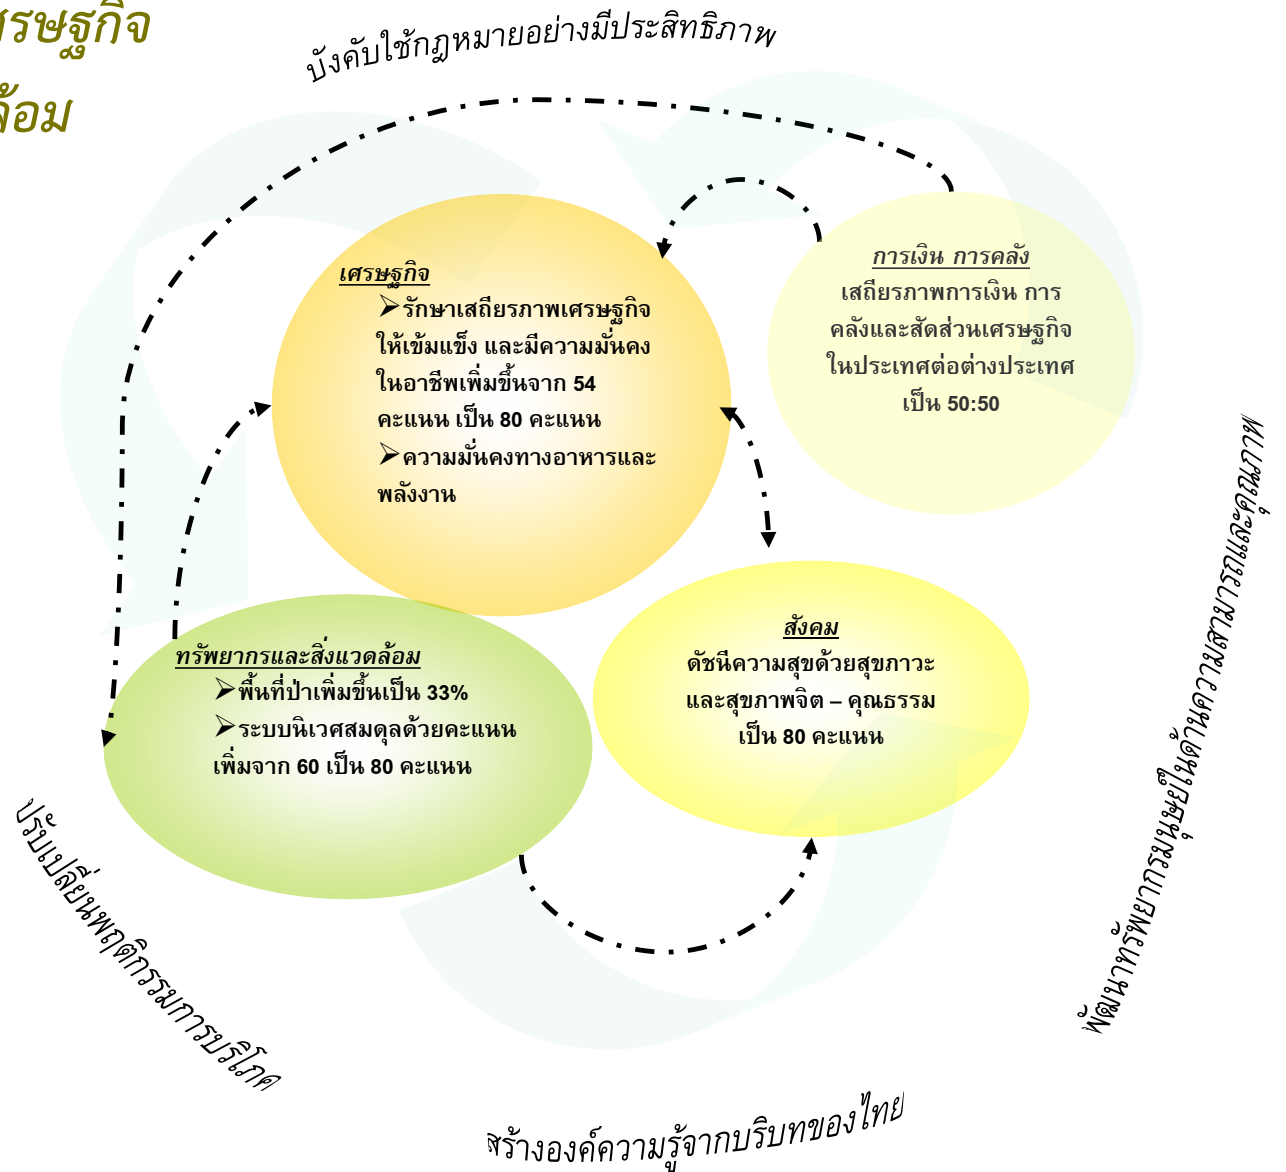 ศรษฐกิจ
ล้อม
บังคับใช้กฎหมายอย่างมีประสิทธิภาพ
เศรษฐกิจ
➢รักษาเสถียรภาพเศรษฐกิจ
ให้เข้มแข็ง และมีความมั่นคง
ในอาชีพเพิ่มขึ้นจาก 54
คะแนน เป็น 80 คะแนน
➢ความมั่นคงทางอาหารและ
พลังงาน
การเงิน การคลัง
เสถียรภาพการเงิน การ
คลังและสัดส่วนเศรษฐกิจ
ในประเทศต่อต่างประเทศ
เป็น 50:50
ทรัพยากรและสิ่งแวดล้อม
➢พื้นที่ป่าเพิ่มขึ้นเป็น 33%
➢ระบบนิเวศสมดุลด้วยคะแนน
เพิ่มจาก 60 เป็น 80 คะแนน
สังคม
ดัชนีความสุขด้วยสุขภาวะ
และสุขภาพจิต – คุณธรรม
เป็น 80 คะแนน
พัฒนาทรัพยากรมนุษย์ในด้านความสามารถและคุณภาพ
ปรับเปลี่ยนพฤติกรรมการบริโภค
สร้างองค์ความรู้จากบริบทของไทย